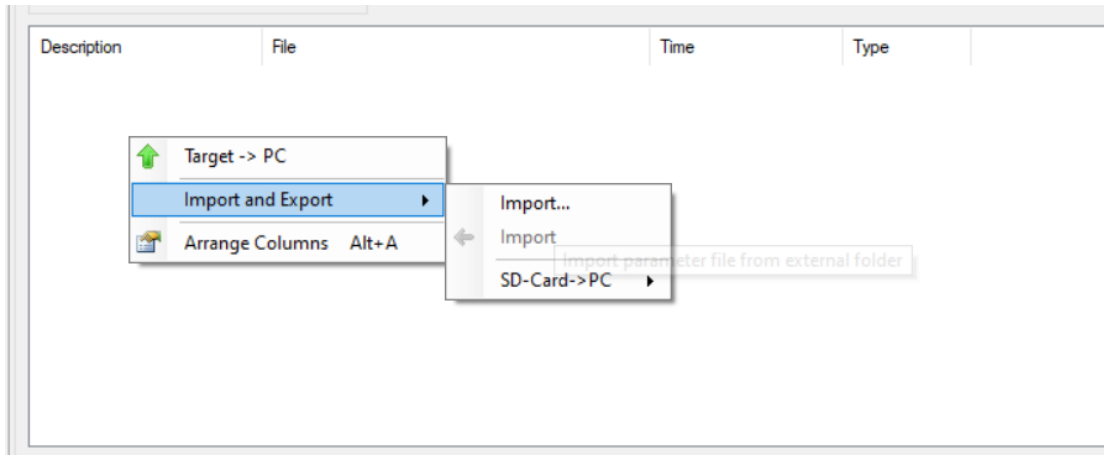 Description File Time Type
Target -> PC
Import and Export
Import...
Arrange Columns Alt+A
Import
Import parameter file from external folder
SD-Card->PC